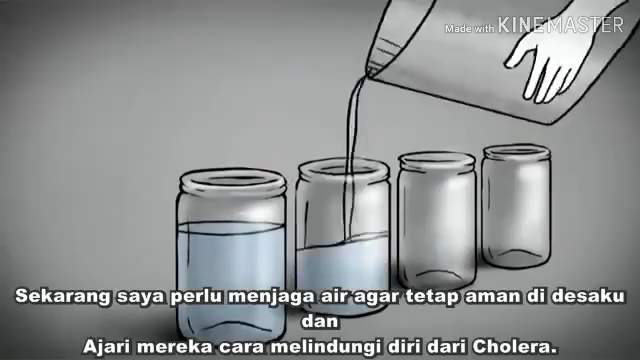 Made with KINEMASTER
Sekarang saya perlu menjaga air agar tetap aman di desaku
dan
Ajari mereka cara melindungi diri dari Cholera.